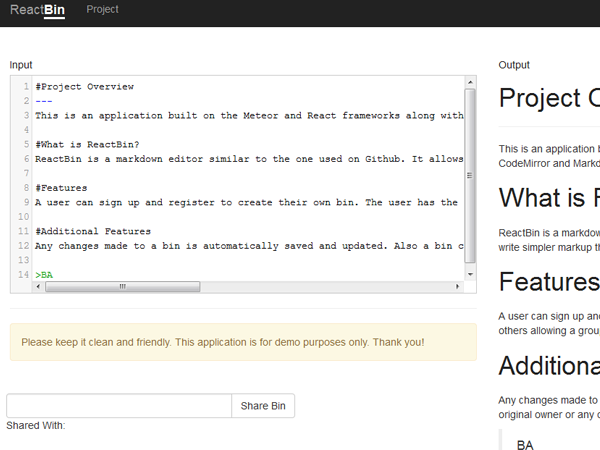 ReactBin Project
Input
1 #Project Overview
2 ---
3 This is an application built on the Meteor and React frameworks along with
4
5 #What is ReactBin?
6 ReactBin is a markdown editor similar to the one used on Github. It allows
7
8 #Features
9 A user can sign up and register to create their own bin. The user has the
10
11 #Additional Features
12 Any changes made to a bin is automatically saved and updated. Also a bin c
13
14 >BA
Please keep it clean and friendly. This application is for demo purposes only. Thank you!
Share Bin
Shared With:
Output
Project O
This is an application b
CodeMirror and Markd
What is R
ReactBin is a markdow
write simpler markup th
Features
A user can sign up and
others allowing a grou
Additiona
Any changes made to
original owner or any c
BA